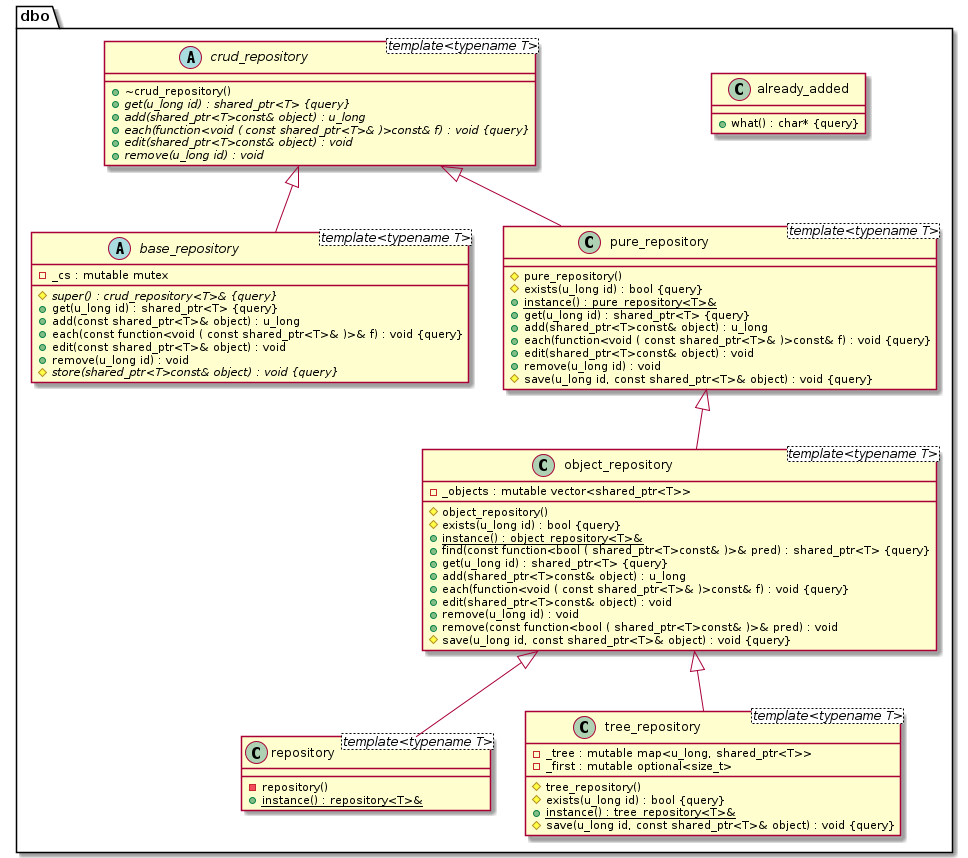 dbo
template<typename T>
A crud_repository
~crud_repository()
get(u_long id) : shared_ptr<T> {query}
add(shared_ptr<T>const& object) : u_long
each(function<void ( const shared_ptr<T>& )>const& f) : void {query}
edit(shared_ptr<T>const& object) : void
remove(u_long id) : void
C already_added
what() : char* {query}
template<typename T>
A base_repository
_cs : mutable mutex
super() : crud_repository<T>& {query}
get(u_long id) : shared_ptr<T> {query}
add(const shared_ptr<T>& object) : u_long
each(const function<void ( const shared_ptr<T>& )>& f) : void {query}
edit(const shared_ptr<T>& object) : void
remove(u_long id) : void
store(shared_ptr<T>const& object) : void {query}
template<typename T>
C pure_repository
pure_repository()
exists(u_long id) : bool {query}
instance() : pure_repository<T>&
get(u_long id) : shared_ptr<T> {query}
add(shared_ptr<T>const& object) : u_long
each(function<void ( const shared_ptr<T>& )>const& f) : void {query}
edit(shared_ptr<T>const& object) : void
remove(u_long id) : void
save(u_long id, const shared_ptr<T>& object) : void {query}
template<typename T>
C object_repository
_objects : mutable vector<shared_ptr<T>>
object_repository()
exists(u_long id) : bool {query}
instance() : object_repository<T>&
find(const function<bool ( shared_ptr<T>const& )>& pred) : shared_ptr<T> {query}
get(u_long id) : shared_ptr<T> {query}
add(shared_ptr<T>const& object) : u_long
each(function<void ( const shared_ptr<T>& )>const& f) : void {query}
edit(shared_ptr<T>const& object) : void
remove(u_long id) : void
remove(const function<bool ( shared_ptr<T>const& )>& pred) : void
save(u_long id, const shared_ptr<T>& object) : void {query}
template<typename T>
C repository
repository()
instance() : repository<T>&
template<typename T>
C tree_repository
_tree : mutable map<u_long, shared_ptr<T>>
_first : mutable optional<size_t>
tree_repository()
exists(u_long id) : bool {query}
instance() : tree_repository<T>&
save(u_long id, const shared_ptr<T>& object) : void {query}